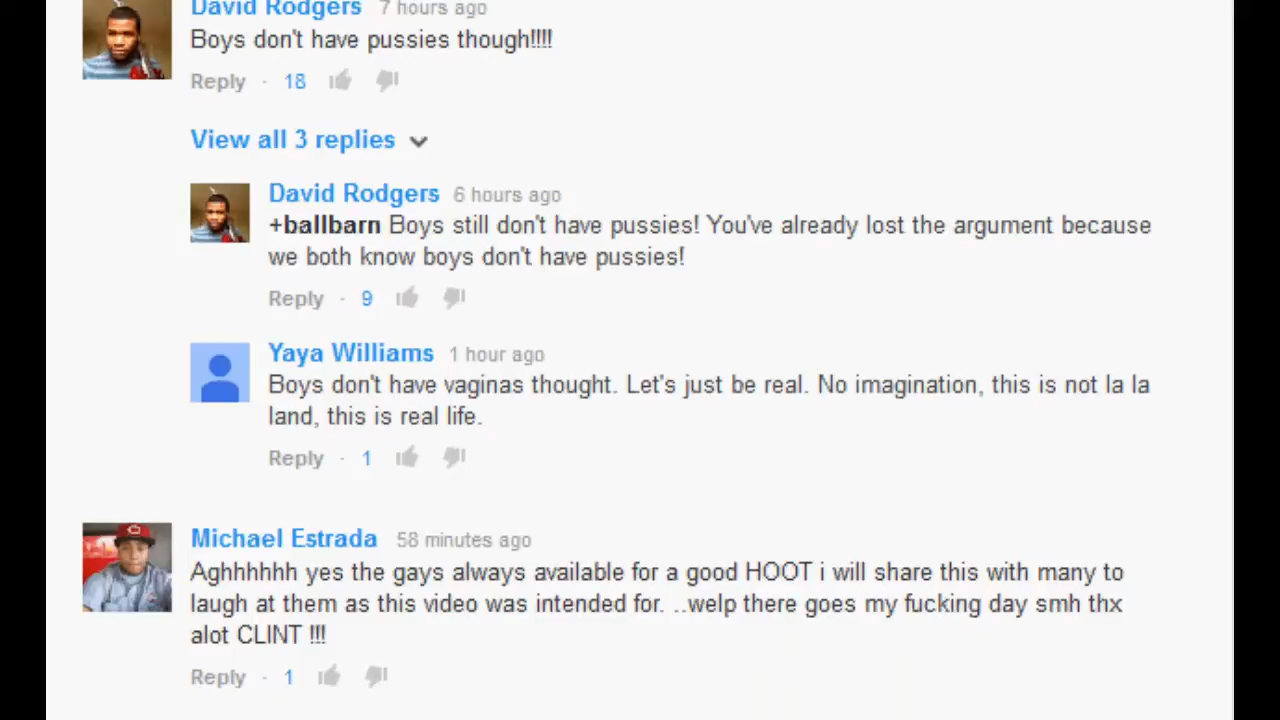 David Rodgers 7 hours ago
Boys don't have pussies though!!!!
Reply · 18
View all 3 replies
David Rodgers 6 hours ago
+ballbarn Boys still don't have pussies! You've already lost the argument because
we both know boys don't have pussies!
Reply · 9
Yaya Williams 1 hour ago
Boys don't have vaginas thought. Let's just be real. No imagination, this is not la la
land, this is real life.
Reply · 1
Michael Estrada 58 minutes ago
Aghhhhhh yes the gays always available for a good HOOT i will share this with many to
laugh at them as this video was intended for. ..welp there goes my fucking day smh thx
alot CLINT !!!
Reply · 1